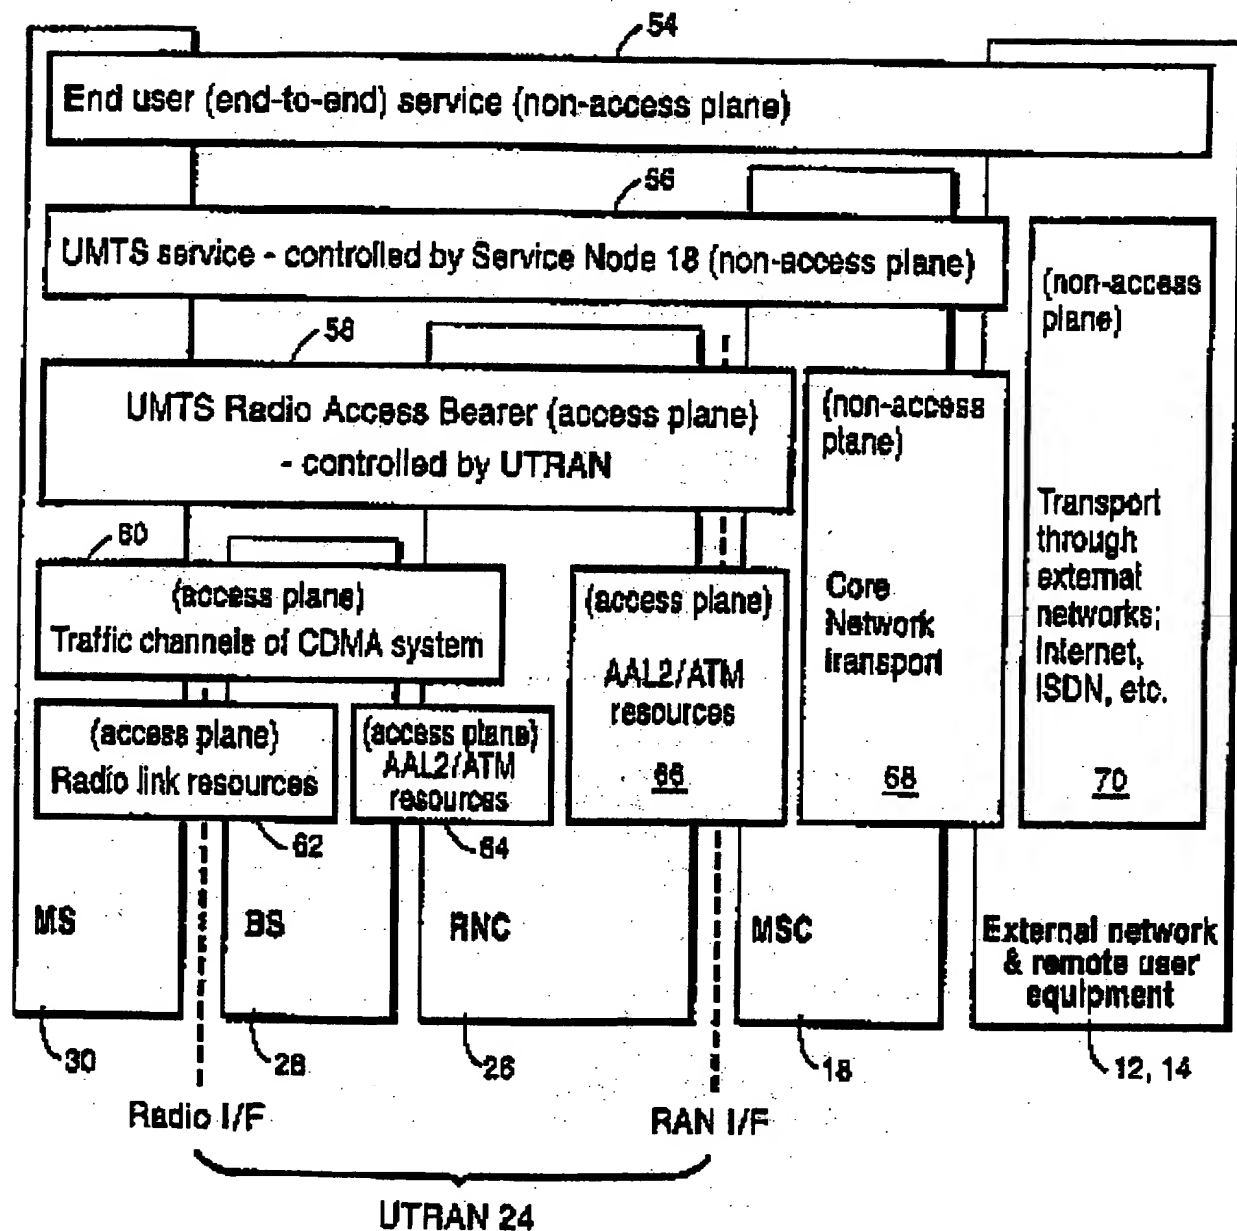 54
End user (end-to-end) service (non-access plane)
56
UMTS service - controlled by Service Node 18 (non-access plane)
58
UMTS Radio Access Bearer (access plane)
- controlled by UTRAN
(non-access
plane)
Core
Network
transport
68
(non-access
plane)
Transport
through
external
networks;
Internet,
ISDN, etc.
70
60
(access plane)
Traffic channels of CDMA system
(access plane)
AAL2/ATM
resources
66
(access plane)
Radio link resources
62
(access plane)
AAL2/ATM
resources
64
MS
BS
RNC
MSC
External network
& remote user
equipment
30
28
26
18
12, 14
Radio I/F
RAN I/F
UTRAN 24